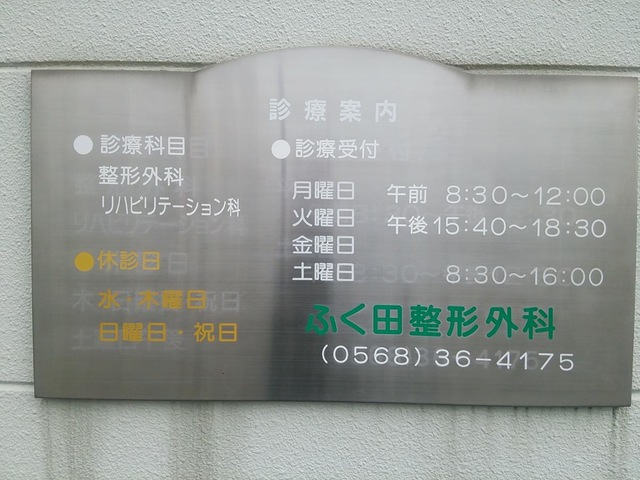 診療案内
●診療科目
整形外科
リハビリテーション科
●休診日
水・木曜日
日曜日・祝日
●診療受付
月曜日 午前 8:30～12:00
火曜日 午後15:40～18:30
金曜日
土曜日 8:30～16:00
ふく田整形外科
(0568)36-4175